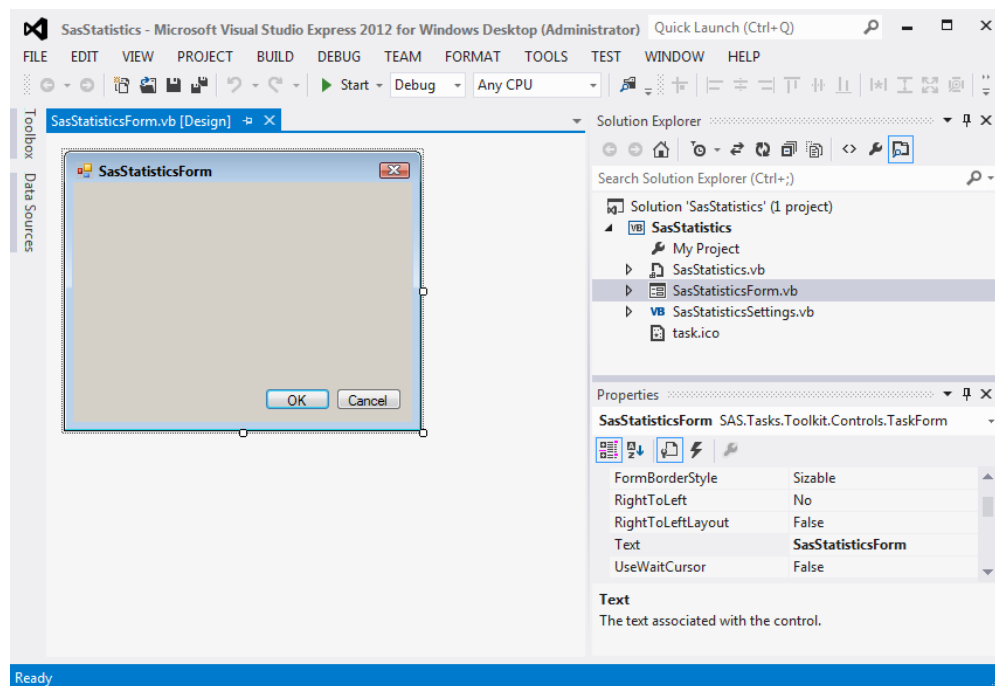 SasStatistics - Microsoft Visual Studio Express 2012 for Windows Desktop (Administrator) Quick Launch (Ctrl+Q)
FILE EDIT VIEW PROJECT BUILD DEBUG TEAM FORMAT TOOLS TEST WINDOW HELP
Start Debug Any CPU
Toolbox
Data Sources
SasStatisticsForm.vb [Design]
SasStatisticsForm
OK Cancel
Solution Explorer
Search Solution Explorer (Ctrl+;)
Solution 'SasStatistics' (1 project)
VB SasStatistics
My Project
SasStatistics.vb
SasStatisticsForm.vb
VB SasStatisticsSettings.vb
task.ico
Properties
SasStatisticsForm SAS.Tasks.Toolkit.Controls.TaskForm
FormBorderStyle Sizable
RightToLeft No
RightToLeftLayout False
Text SasStatisticsForm
UseWaitCursor False
Text
The text associated with the control.
Ready